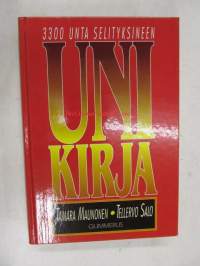 3300 UNTA SELITYKSINEEN
UNI
KIRJA
TAMARA MAUNONEN • TELLERVO SALO
GUMMERUS